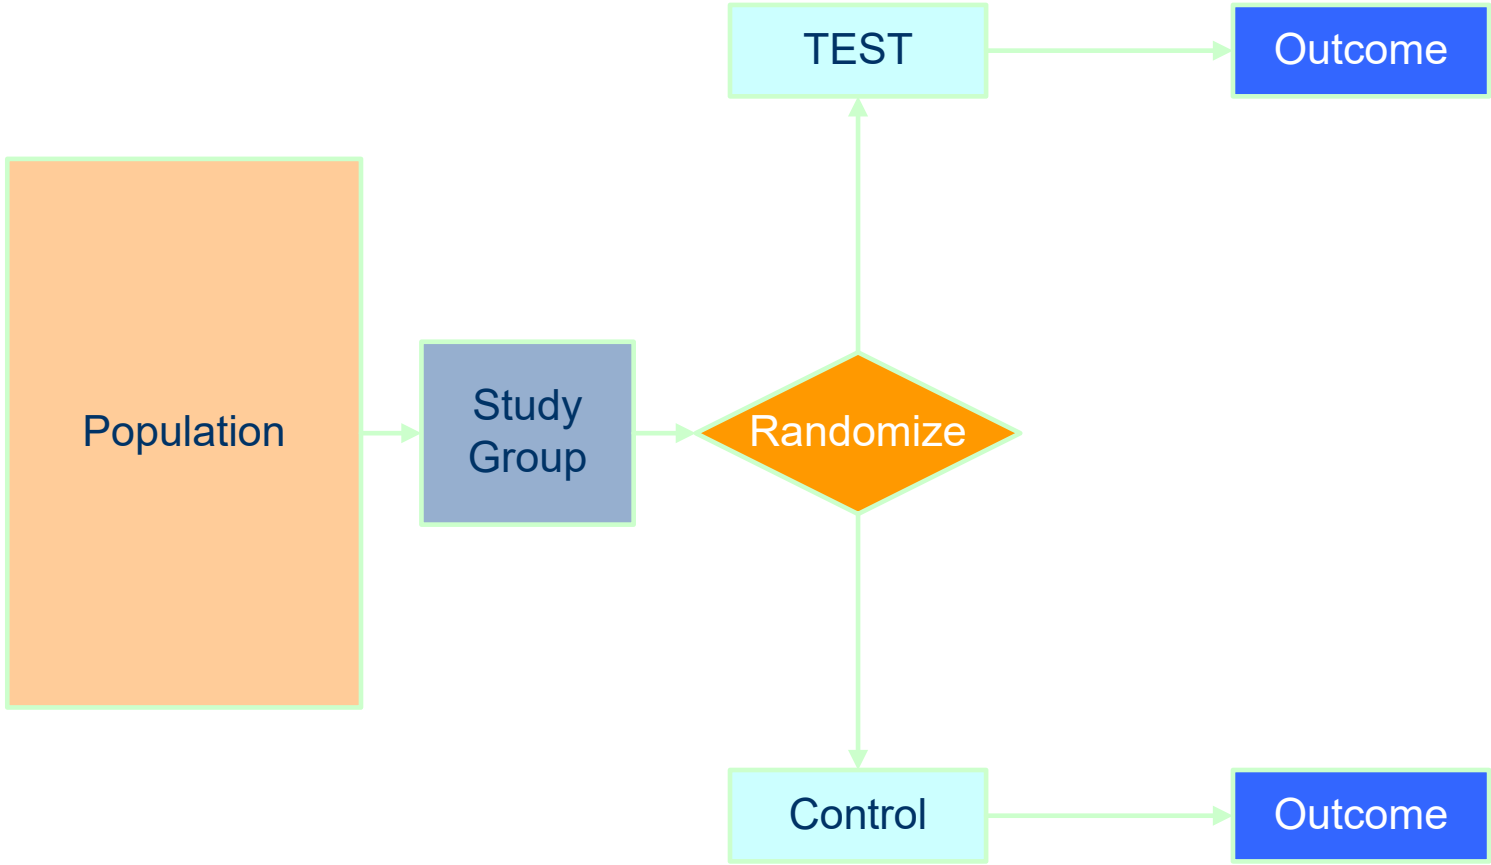 TEST
Outcome
Population
Study
Group
Randomize
Control
Outcome